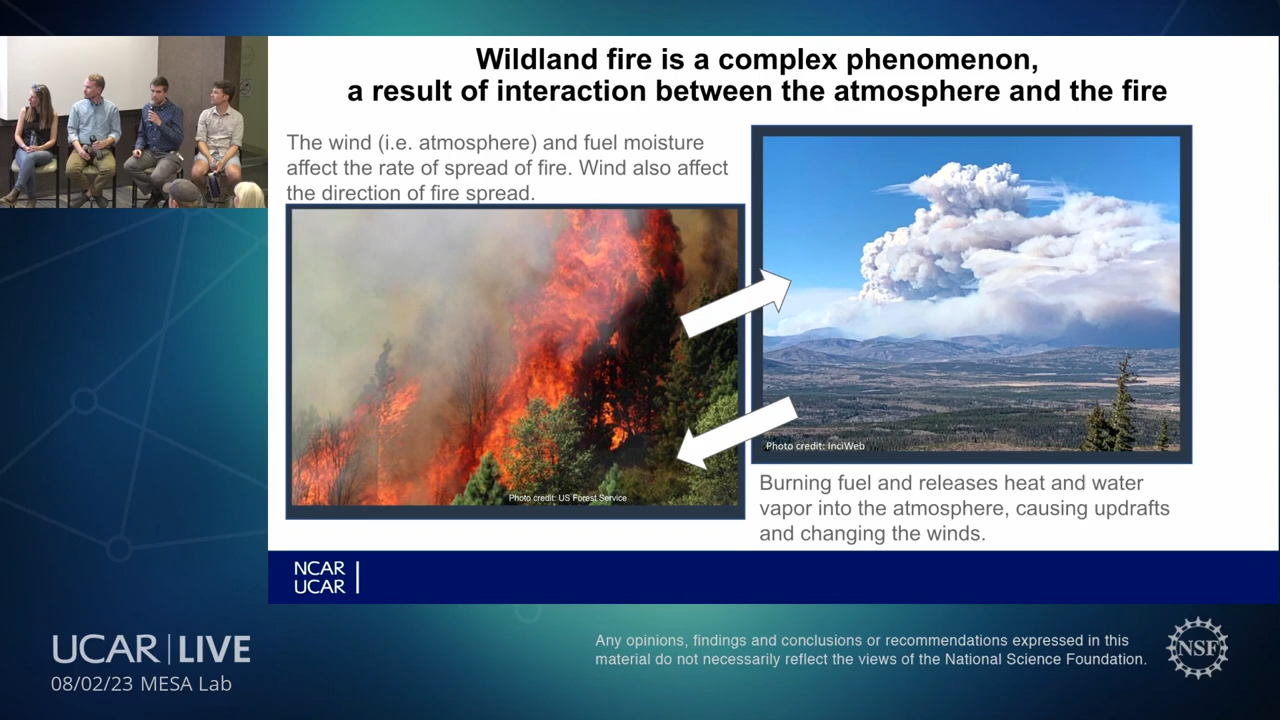 Wildland fire is a complex phenomenon,
a result of interaction between the atmosphere and the fire
The wind (i.e. atmosphere) and fuel moisture
affect the rate of spread of fire. Wind also affect
the direction of fire spread.
Photo credit: US Forest Service
Photo credit: InciWeb
Burning fuel and releases heat and water
vapor into the atmosphere, causing updrafts
and changing the winds.
NCAR
UCAR
UCAR | LIVE
08/02/23 MESA Lab
Any opinions, findings and conclusions or recommendations expressed in this
material do not necessarily reflect the views of the National Science Foundation.
NSF